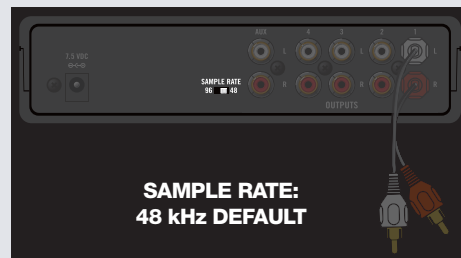 AUX 4 3 2 1
L L L
7.5 VDC
SAMPLE RATE
96 48
R R R
OUTPUTS
SAMPLE RATE:
48 kHz DEFAULT